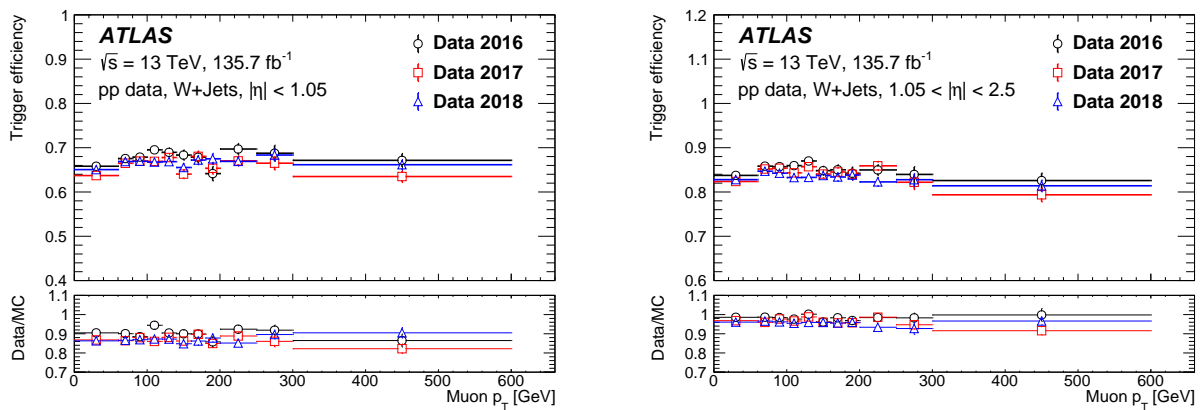 Trigger efficiency
1
0.9
0.8
0.7
0.6
0.5
0.4
ATLAS
√s = 13 TeV, 135.7 fb⁻¹
pp data, W+Jets, |η| < 1.05
Data 2016
Data 2017
Data 2018
Data/MC
1.1
1
0.9
0.8
0.7
0 100 200 300 400 500 600
Muon p_T [GeV]
Trigger efficiency
1.2
1.1
1
0.9
0.8
0.7
0.6
ATLAS
√s = 13 TeV, 135.7 fb⁻¹
pp data, W+Jets, 1.05 < |η| < 2.5
Data 2016
Data 2017
Data 2018
Data/MC
1.1
1
0.9
0.8
0.7
0 100 200 300 400 500 600
Muon p_T [GeV]